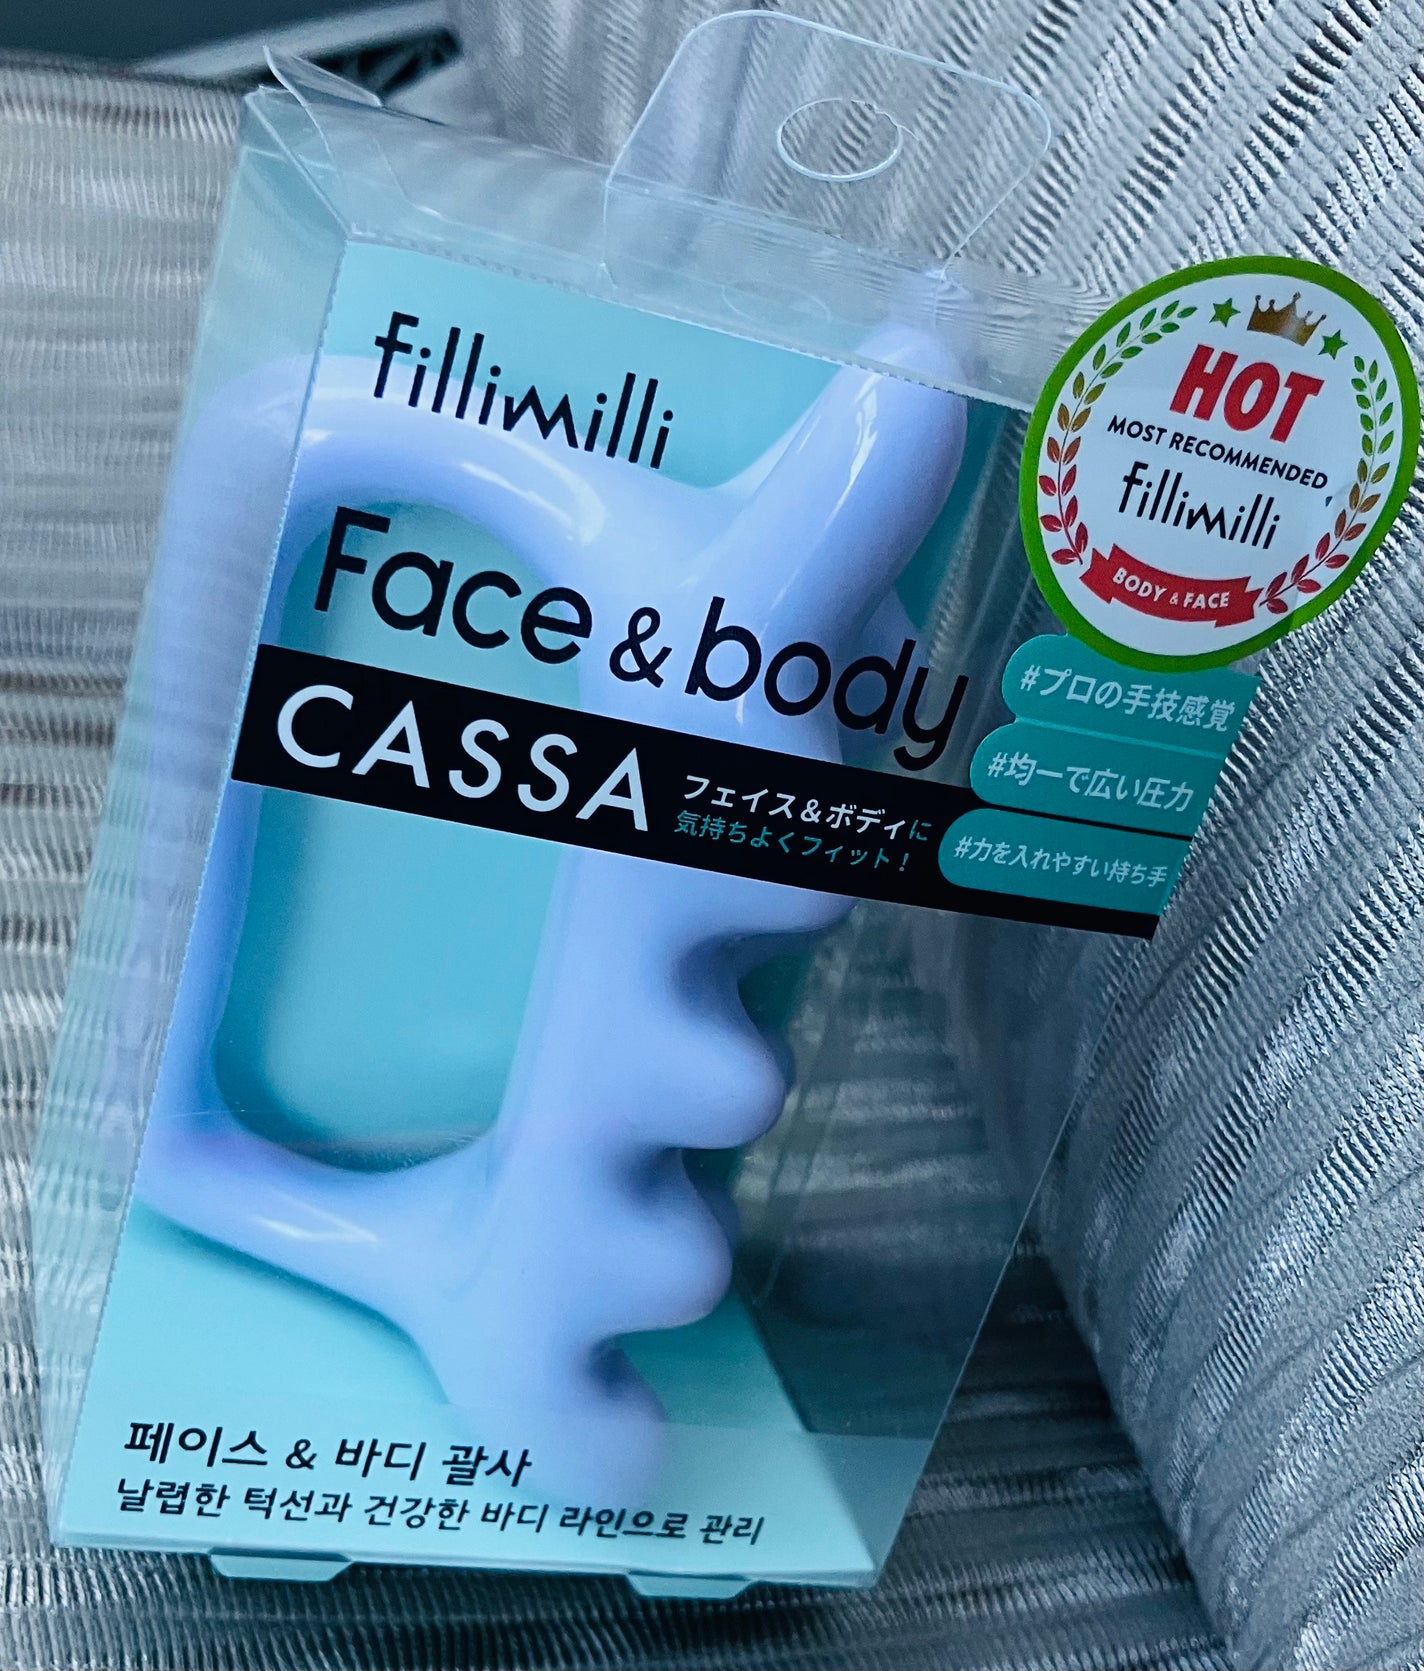 fillimilli
Face & body
CASSA
フェイス&ボディに
気持ちよくフィット！
HOT
MOST RECOMMENDED
fillimilli
BODY & FACE
#プロの手技感覚
#均一で広い圧力
#力を入れやすい持ち手
페이스 & 바디 괄사
날렵한 턱선과 건강한 바디 라인으로 관리